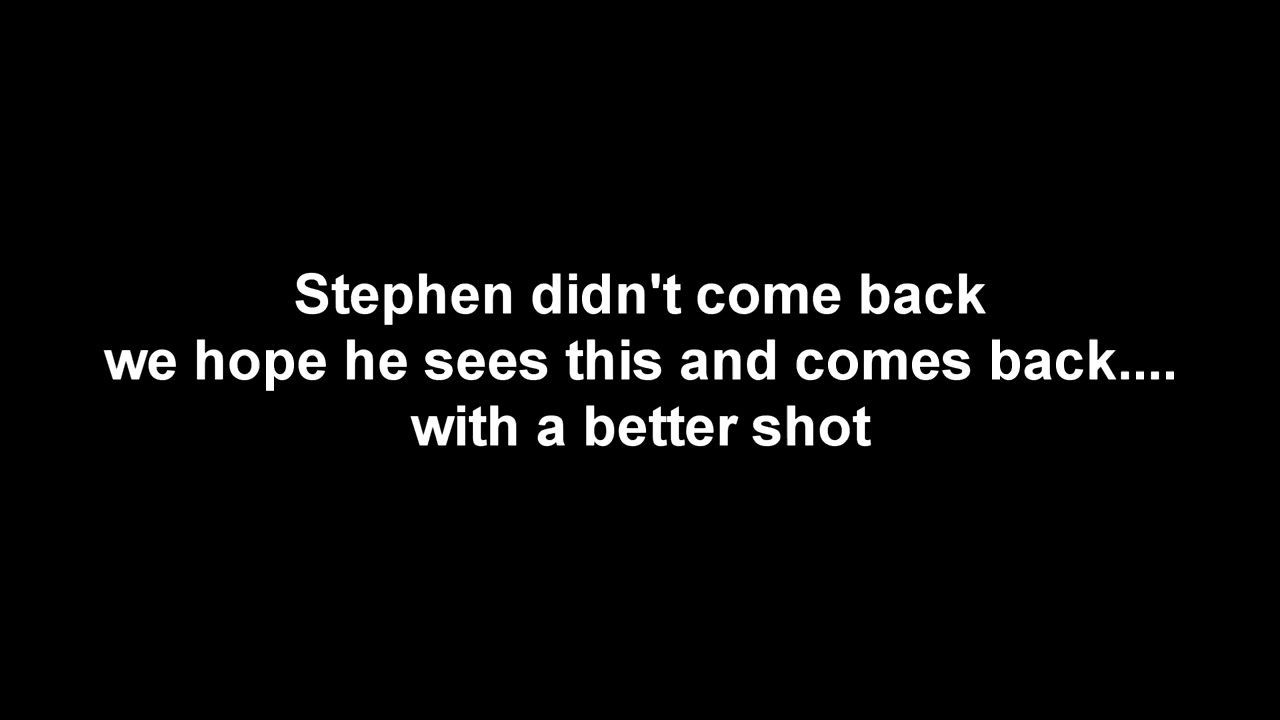 Stephen didn't come back
we hope he sees this and comes back....
with a better shot